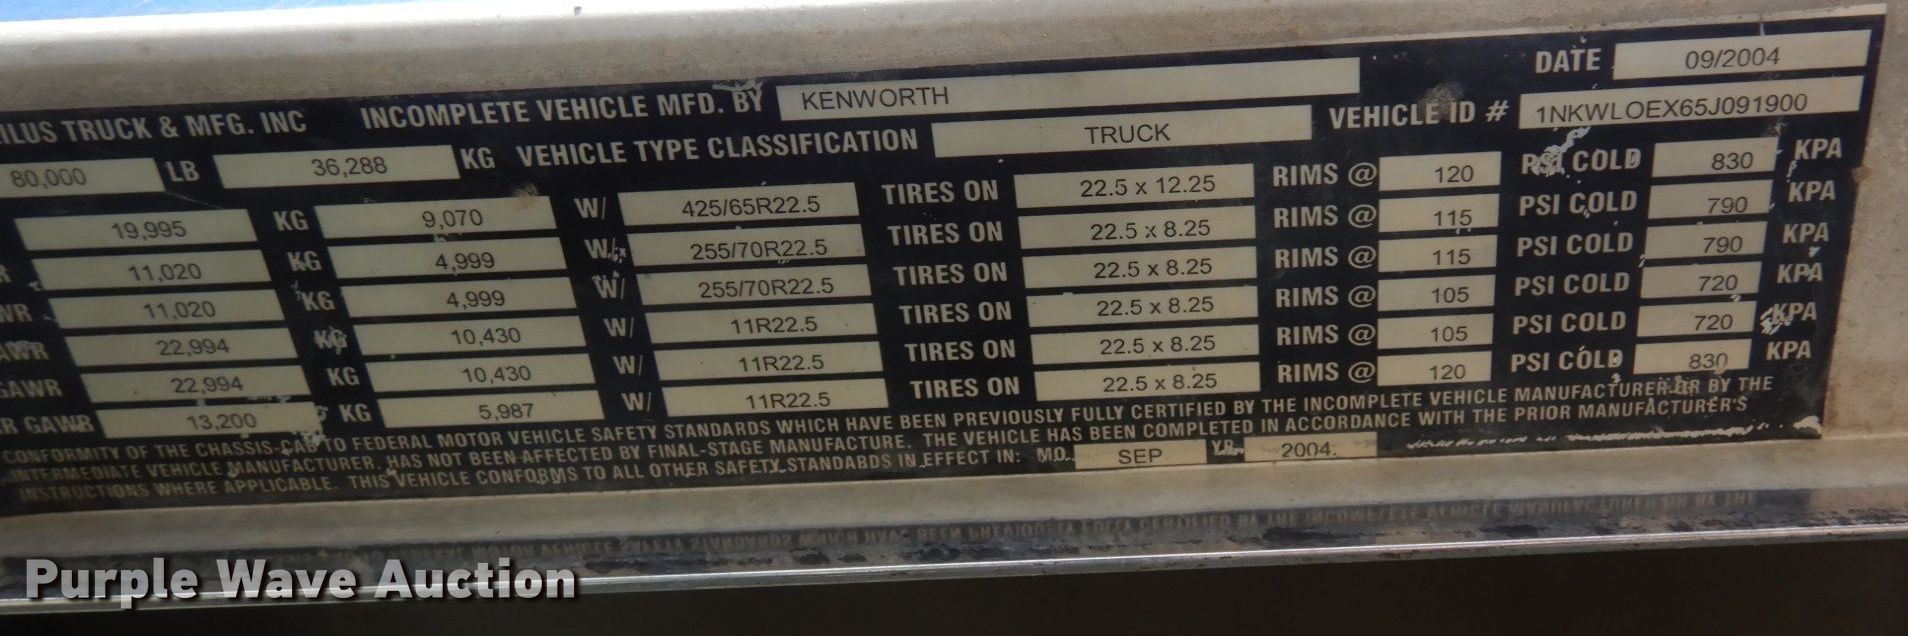 DATE 09/2004
ILUS TRUCK & MFG. INC INCOMPLETE VEHICLE MFD. BY KENWORTH
VEHICLE ID # 1NKWLOEX65J091900
80,000 LB 36,288 KG VEHICLE TYPE CLASSIFICATION TRUCK
19,995 KG 9,070 W/ 425/65R22.5 TIRES ON 22.5 x 12.25 RIMS @ 120 PSI COLD 830 KPA
R 11,020 KG 4,999 W/ 255/70R22.5 TIRES ON 22.5 x 8.25 RIMS @ 115 PSI COLD 790 KPA
WR 11,020 KG 4,999 W/ 255/70R22.5 TIRES ON 22.5 x 8.25 RIMS @ 115 PSI COLD 790 KPA
AWR 22,994 KG 10,430 W/ 11R22.5 TIRES ON 22.5 x 8.25 RIMS @ 105 PSI COLD 720 KPA
GAWR 22,994 KG 10,430 W/ 11R22.5 TIRES ON 22.5 x 8.25 RIMS @ 105 PSI COLD 720 KPA
R GAWR 13,200 KG 5,987 W/ 11R22.5 TIRES ON 22.5 x 8.25 RIMS @ 120 PSI COLD 830 KPA
CONFORMITY OF THE CHASSIS-CAB TO FEDERAL MOTOR VEHICLE SAFETY STANDARDS WHICH HAVE BEEN PREVIOUSLY FULLY CERTIFIED BY THE INCOMPLETE VEHICLE MANUFACTURER OR BY THE
INTERMEDIATE VEHICLE MANUFACTURER, HAS NOT BEEN AFFECTED BY FINAL-STAGE MANUFACTURE. THE VEHICLE HAS BEEN COMPLETED IN ACCORDANCE WITH THE PRIOR MANUFACTURER'S
INSTRUCTIONS WHERE APPLICABLE. THIS VEHICLE CONFORMS TO ALL OTHER SAFETY STANDARDS IN EFFECT IN: MO. SEP YR. 2004.
Purple Wave Auction